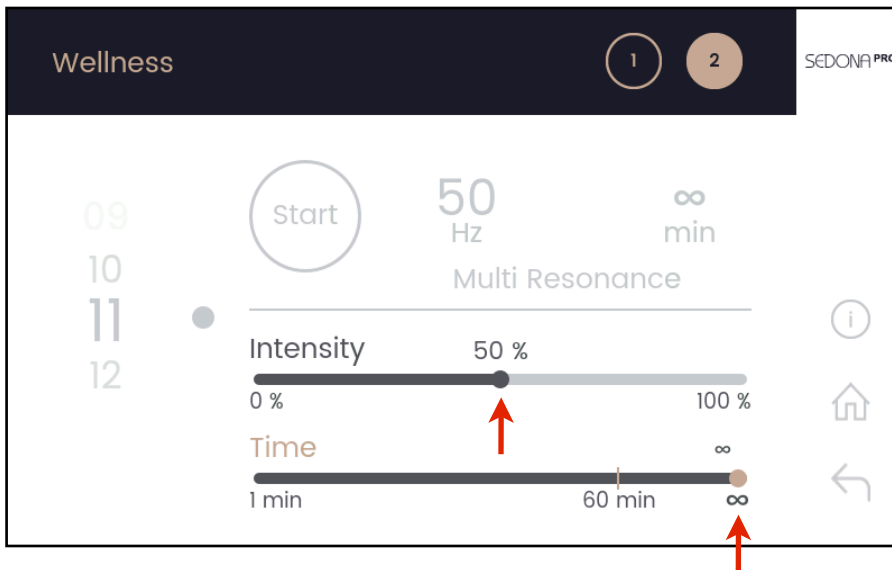 Wellness
1
2
SEDONA PRO
09
10
11
12
Start
50
Hz
∞
min
Multi Resonance
i
Intensity
50 %
0 %
100 %
Time
∞
1 min
60 min
∞